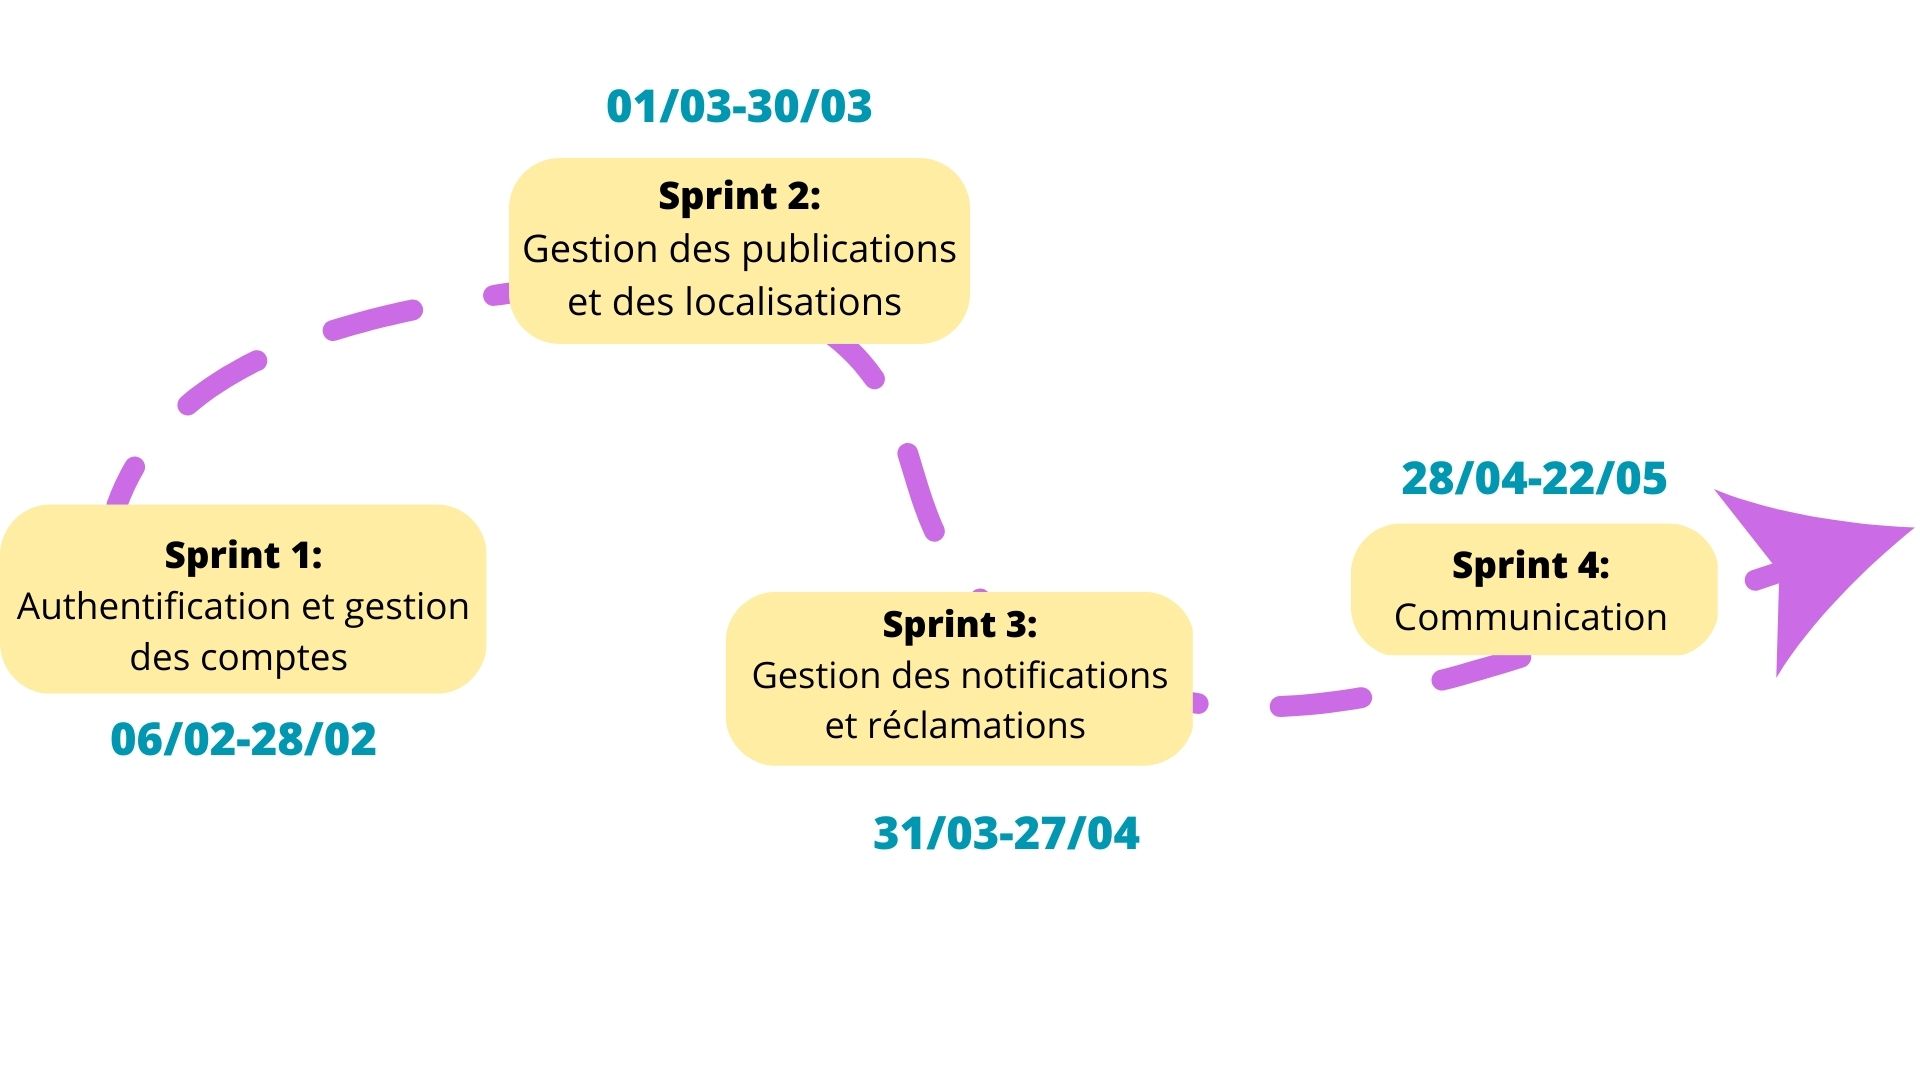 01/03-30/03
Sprint 2:
Gestion des publications
et des localisations
Sprint 1:
Authentification et gestion
des comptes
06/02-28/02
Sprint 3:
Gestion des notifications
et réclamations
31/03-27/04
28/04-22/05
Sprint 4:
Communication